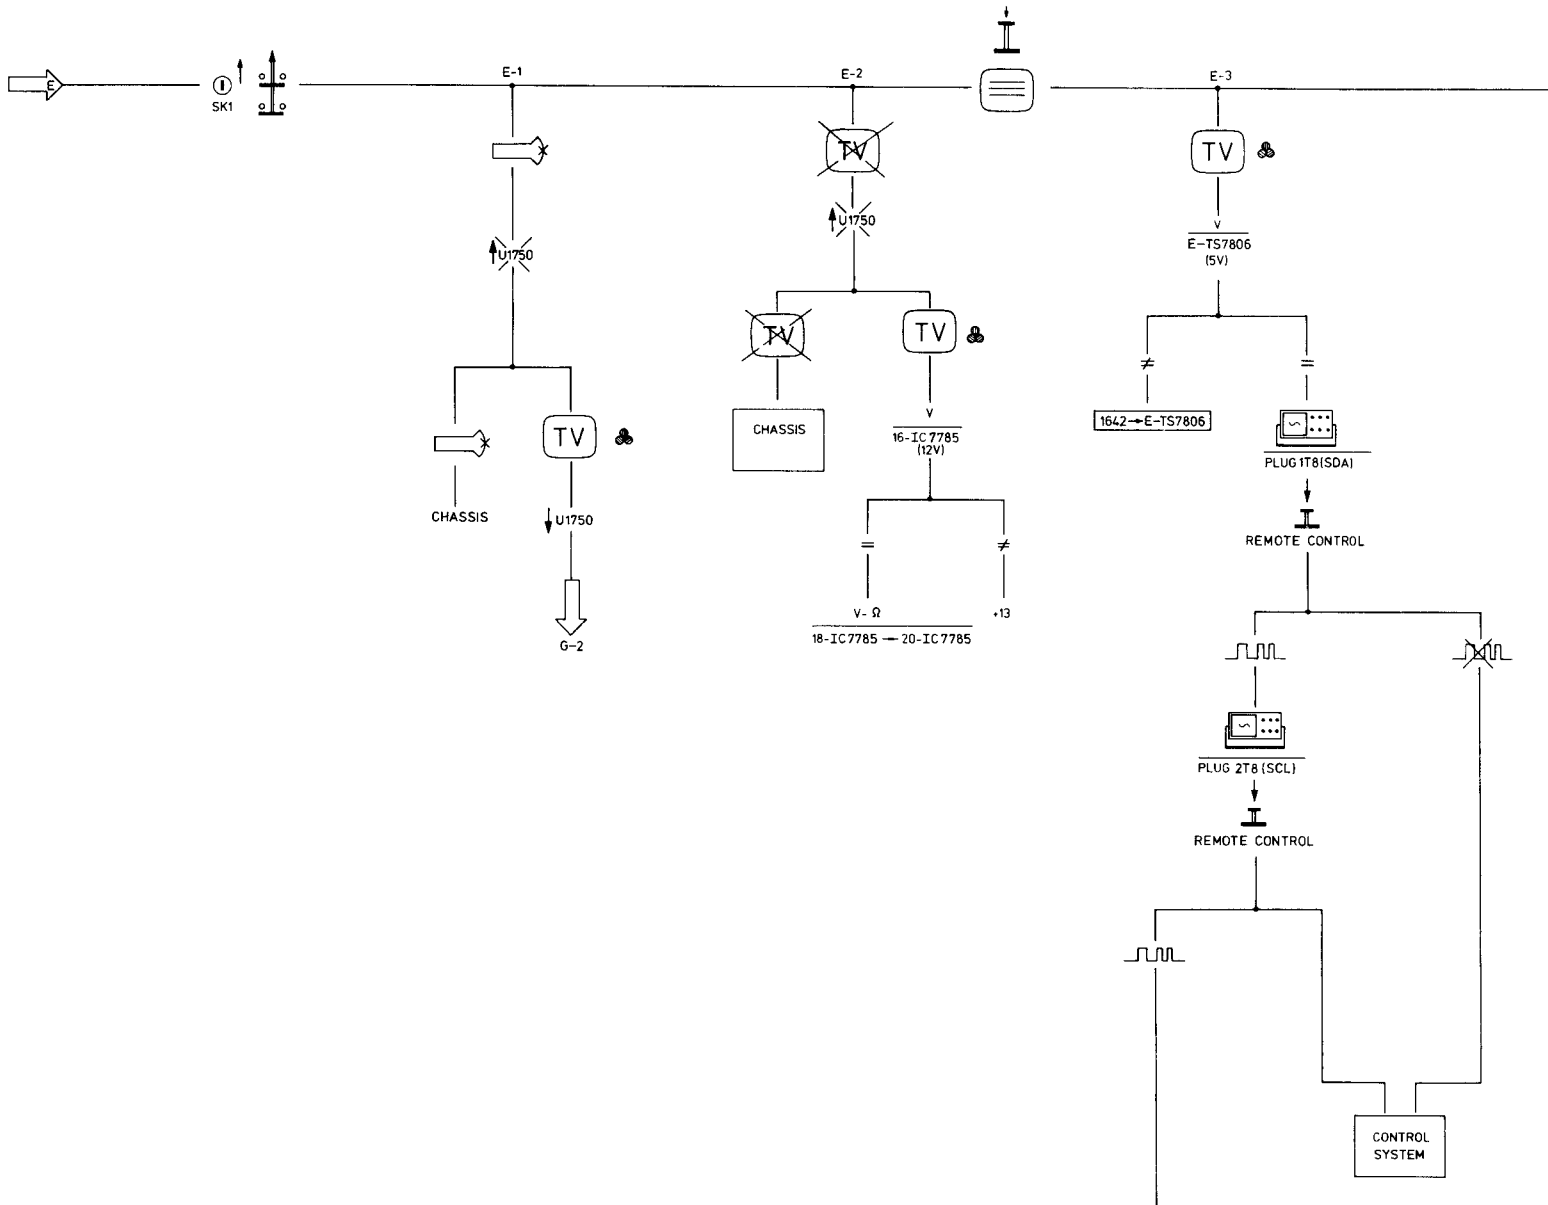 E
SK1
E-1
E-2
E-3
TV
TV
U1750
U1750
V
E-TS7806
(5V)
TV
TV
CHASSIS
V
16-IC7785
(12V)
1642→E-TS7806
PLUG 1T8(SDA)
REMOTE CONTROL
TV
CHASSIS
U1750
G-2
=
≠
≠
=
V-Ω
+13
18-IC7785 — 20-IC7785
PLUG 2T8(SCL)
REMOTE CONTROL
CONTROL
SYSTEM